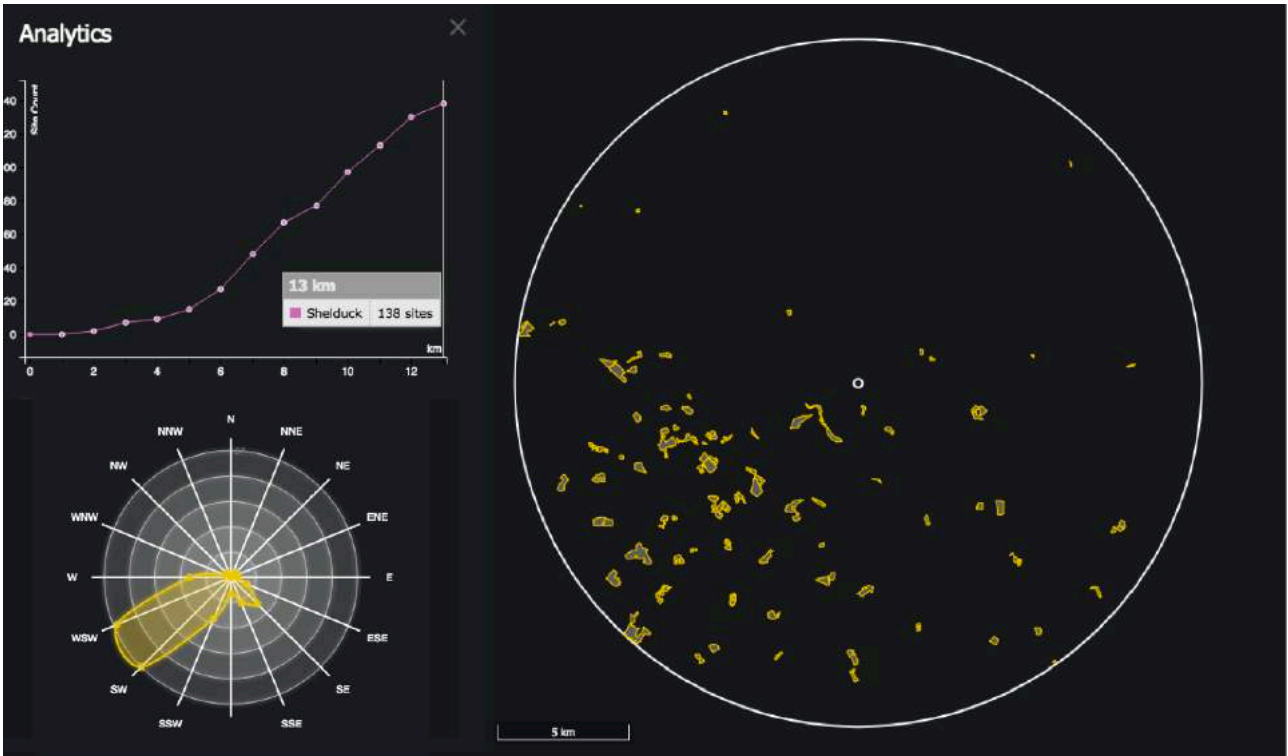 Analytics
Site Count
40
20
00
80
60
40
20
0
13 km
Shelduck 138 sites
km
0 2 4 6 8 10 12
N
NNW NNE
NW NE
WNW ENE
W E
WSW ESE
SW SE
SSW SSE
5 km